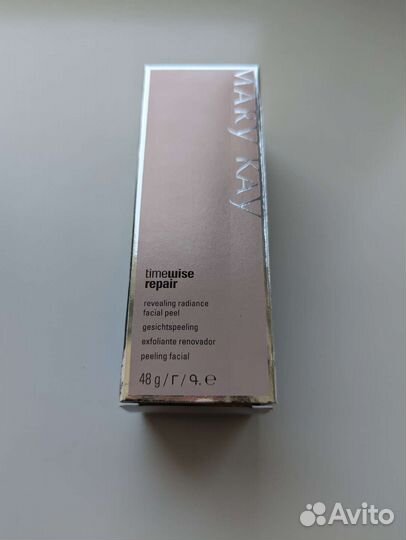 MARY KAY
timewise
repair
revealing radiance
facial peel
gesichtspeeling
exfoliante renovador
peeling facial
48 g / г / գ. ℮
Avito